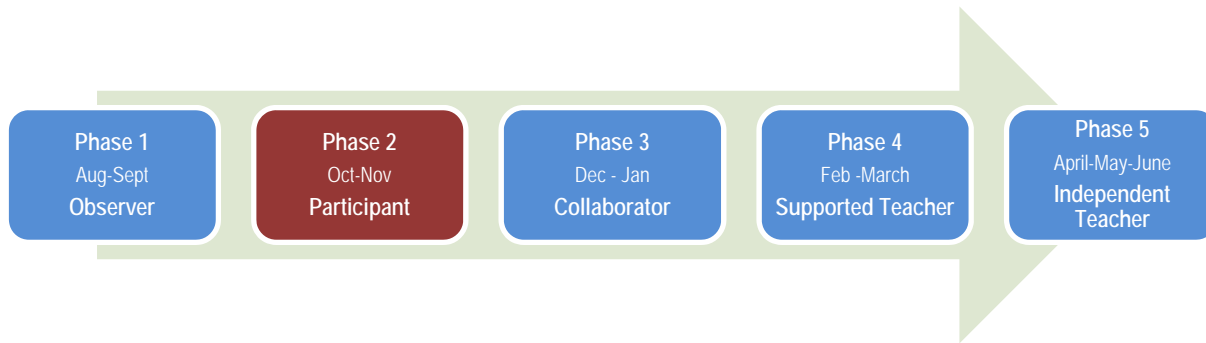 Phase 1
Aug-Sept
Observer
Phase 2
Oct-Nov
Participant
Phase 3
Dec - Jan
Collaborator
Phase 4
Feb -March
Supported Teacher
Phase 5
April-May-June
Independent
Teacher